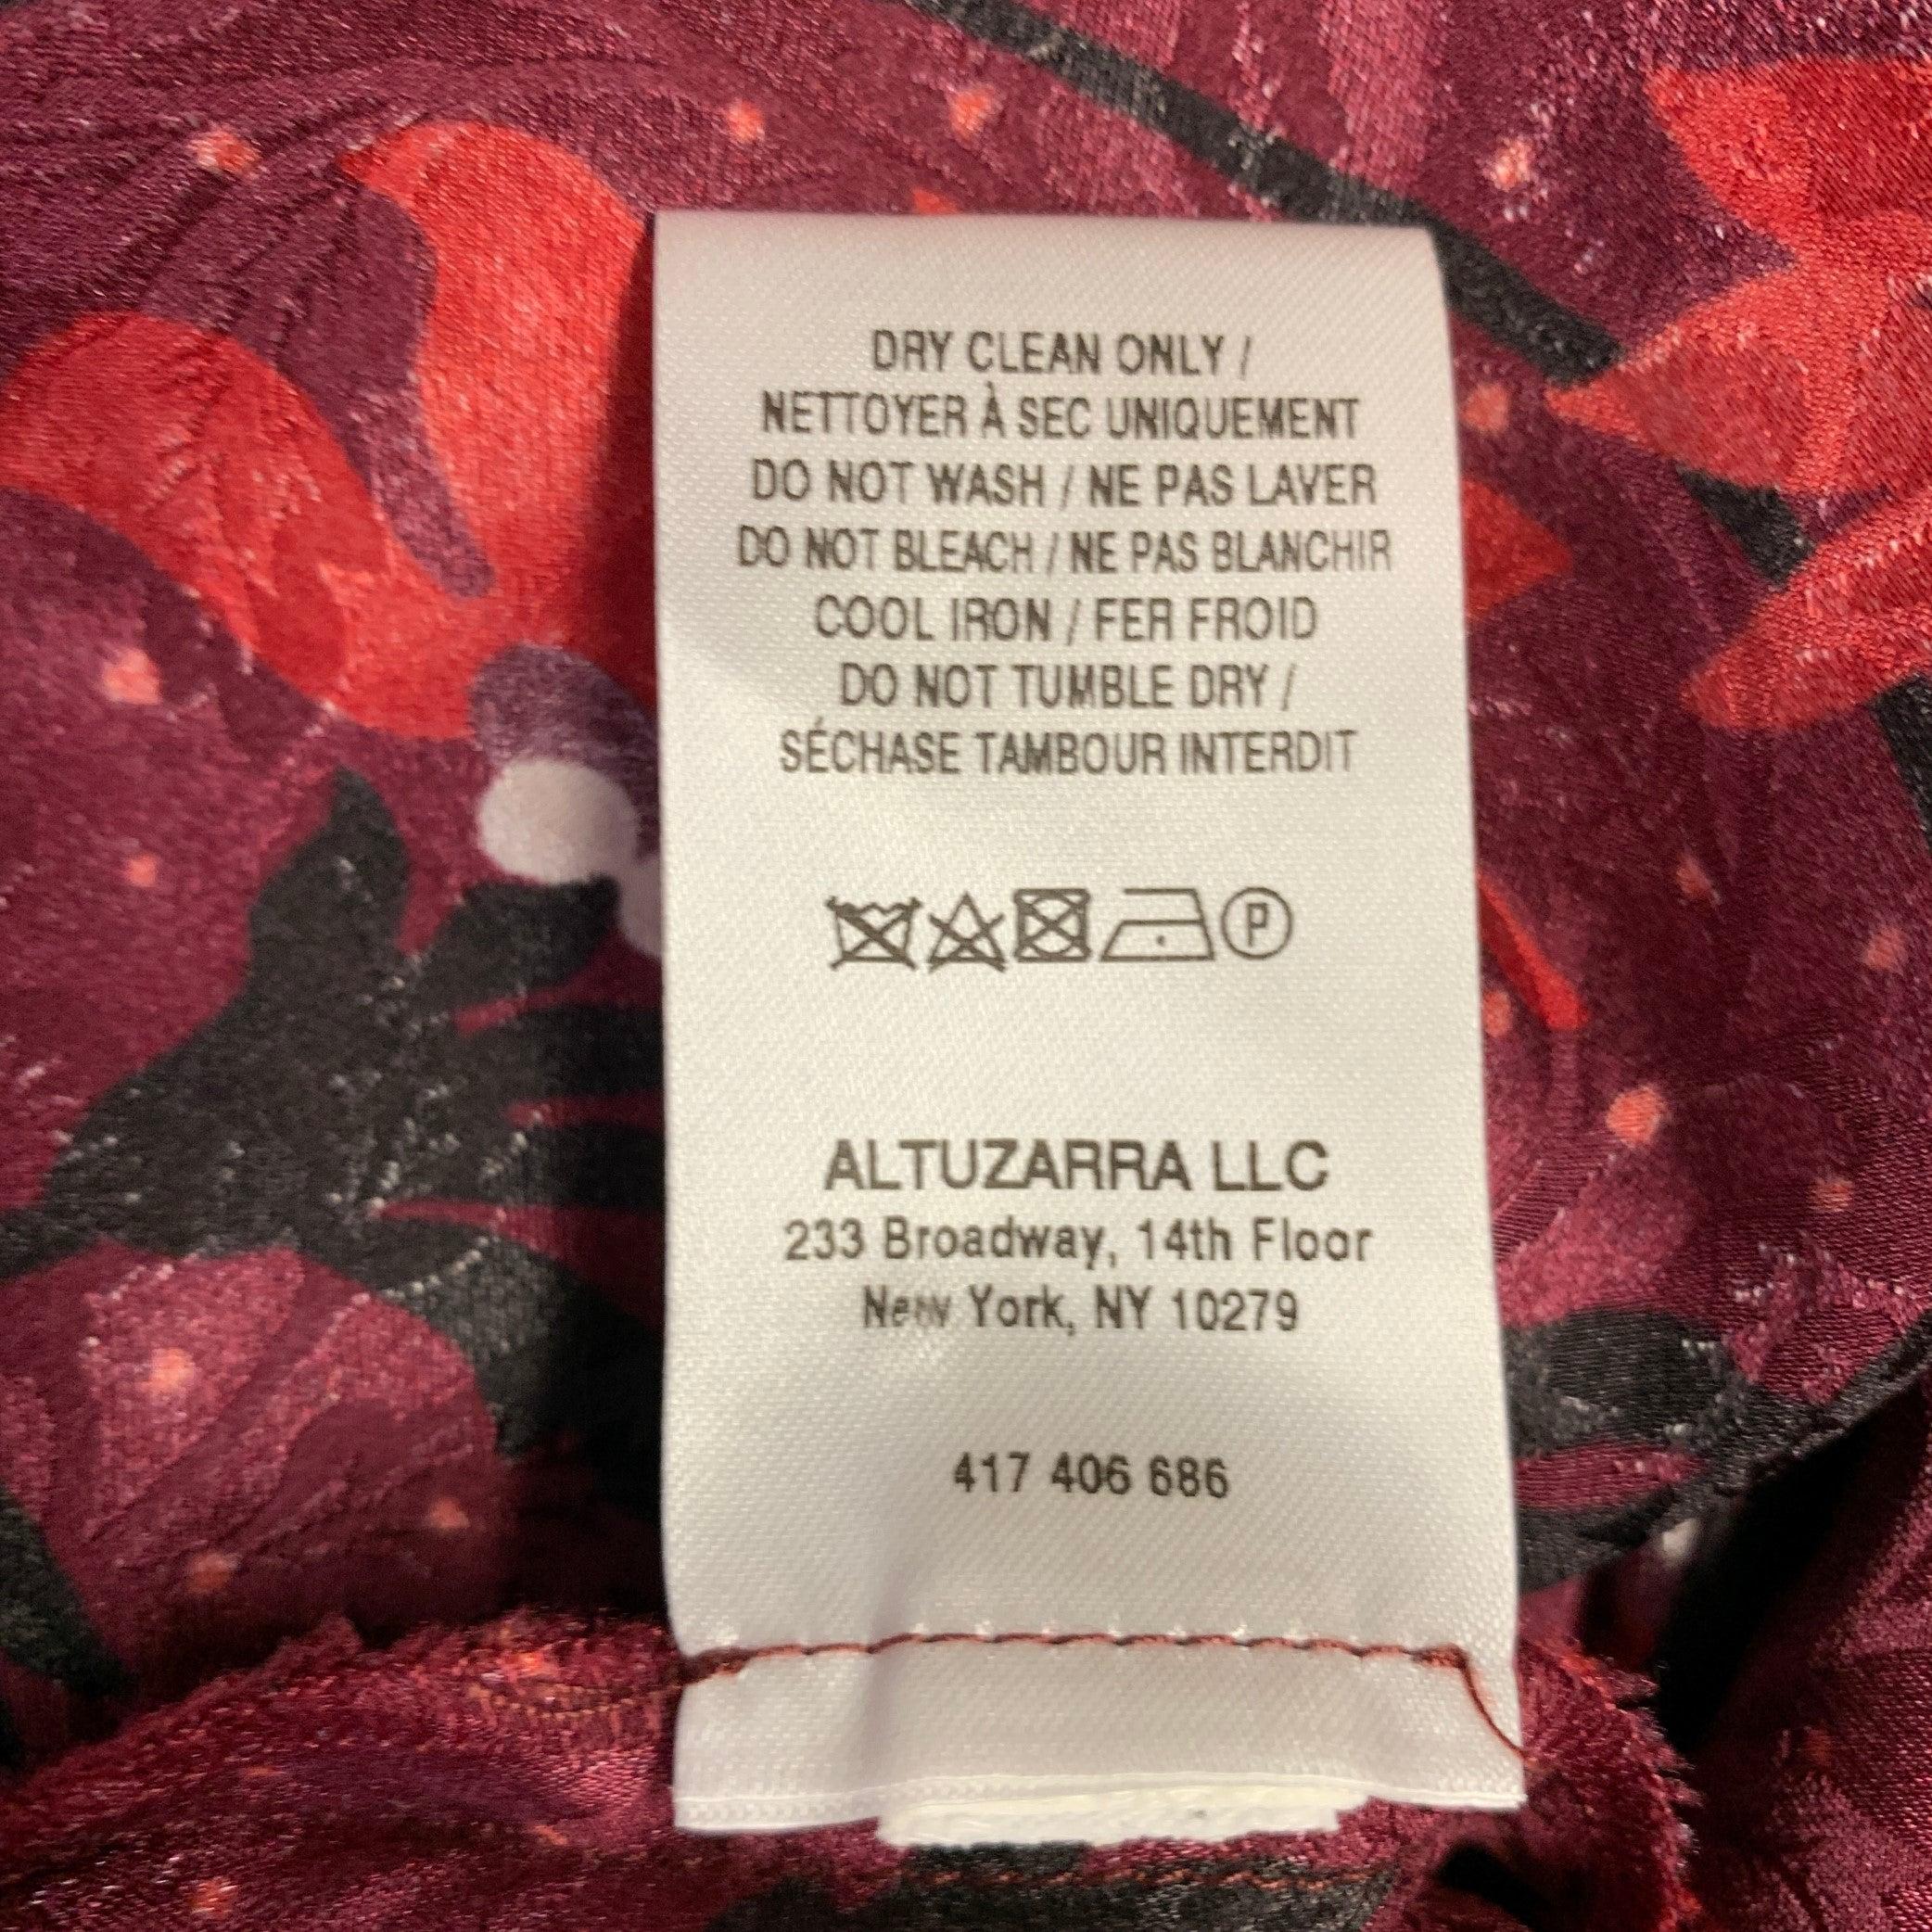 DRY CLEAN ONLY /
NETTOYER À SEC UNIQUEMENT
DO NOT WASH / NE PAS LAVER
DO NOT BLEACH / NE PAS BLANCHIR
COOL IRON / FER FROID
DO NOT TUMBLE DRY /
SÉCHASE TAMBOUR INTERDIT
P
ALTUZARRA LLC
233 Broadway, 14th Floor
New York, NY 10279
417 406 686